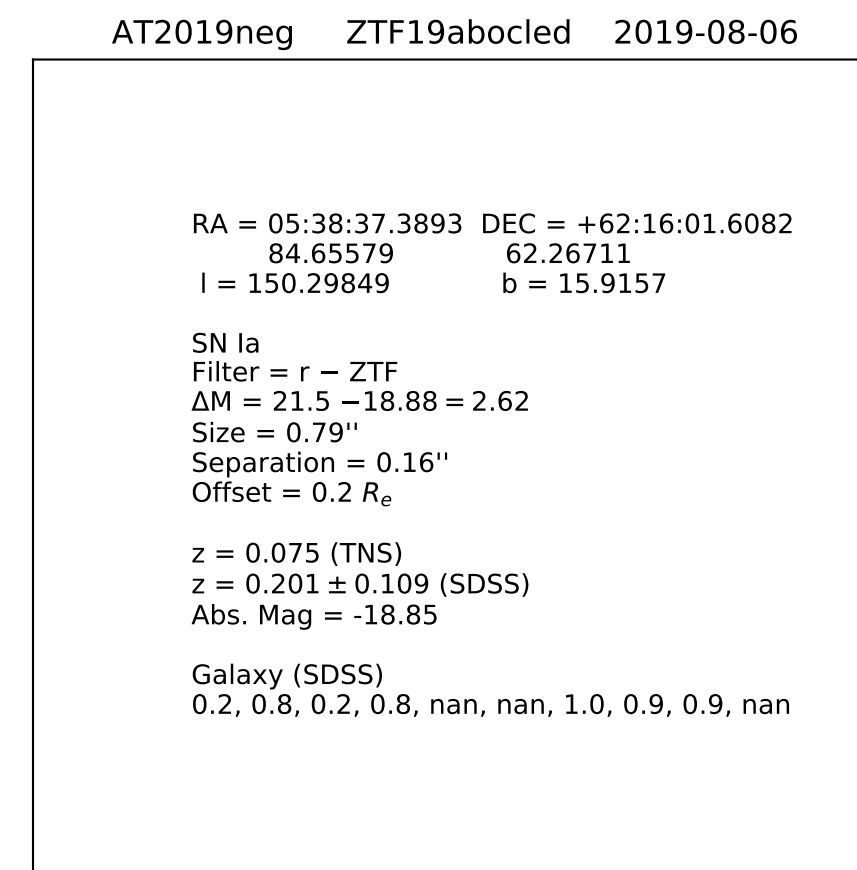 AT2019neg ZTF19abocled 2019-08-06
RA = 05:38:37.3893 DEC = +62:16:01.6082
84.65579 62.26711
l = 150.29849 b = 15.9157
SN Ia
Filter = r − ZTF
ΔM = 21.5 −18.88 = 2.62
Size = 0.79''
Separation = 0.16''
Offset = 0.2 Re
z = 0.075 (TNS)
z = 0.201 ± 0.109 (SDSS)
Abs. Mag = -18.85
Galaxy (SDSS)
0.2, 0.8, 0.2, 0.8, nan, nan, 1.0, 0.9, 0.9, nan